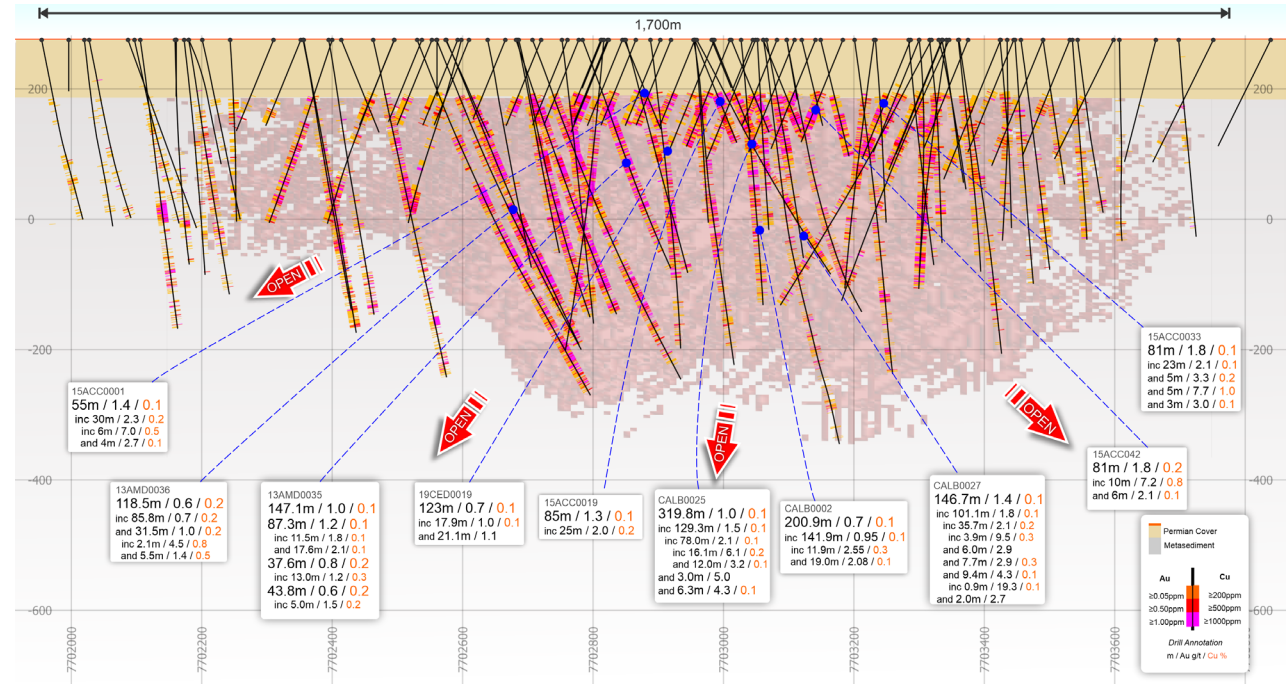 1,700m
200
0
-200
-400
-600
0
-200
-600
OPEN
OPEN
OPEN
OPEN
15ACC0001
55m / 1.4 / 0.1
inc 30m / 2.3 / 0.2
inc 6m / 7.0 / 0.5
and 4m / 2.7 / 0.1
13AMD0036
118.5m / 0.6 / 0.2
inc 85.8m / 0.7 / 0.2
and 31.5m / 1.0 / 0.2
inc 2.1m / 4.5 / 0.8
and 5.5m / 1.4 / 0.5
13AMD0035
147.1m / 1.0 / 0.1
87.3m / 1.2 / 0.1
inc 11.5m / 1.8 / 0.1
and 17.6m / 2.1/ 0.1
37.6m / 0.8 / 0.2
inc 13.0m / 1.2 / 0.3
43.8m / 0.6 / 0.2
inc 5.0m / 1.5 / 0.2
19CED0019
123m / 0.7 / 0.1
inc 17.9m / 1.0 / 0.1
and 21.1m / 1.1
15ACC0019
85m / 1.3 / 0.1
inc 25m / 2.0 / 0.2
CALB0025
319.8m / 1.0 / 0.1
inc 129.3m / 1.5 / 0.1
inc 78.0m / 2.1 / 0.1
inc 16.1m / 6.1 / 0.2
and 12.0m / 3.2 / 0.1
and 3.0m / 5.0
and 6.3m / 4.3 / 0.1
CALB0002
200.9m / 0.7 / 0.1
inc 141.9m / 0.95 / 0.1
inc 11.9m / 2.55 / 0.3
and 19.0m / 2.08 / 0.1
CALB0027
146.7m / 1.4 / 0.1
inc 101.1m / 1.8 / 0.1
inc 35.7m / 2.1 / 0.2
inc 3.9m / 9.5 / 0.3
and 6.0m / 2.9
and 7.7m / 2.9 / 0.3
and 9.4m / 4.3 / 0.1
inc 0.9m / 19.3 / 0.1
and 2.0m / 2.7
15ACC042
81m / 1.8 / 0.2
inc 10m / 7.2 / 0.8
and 6m / 2.1 / 0.1
15ACC0033
81m / 1.8 / 0.1
inc 23m / 2.1 / 0.1
and 5m / 3.3 / 0.2
and 5m / 7.7 / 1.0
and 3m / 3.0 / 0.1
Permian Cover
Metasediment
Au Cu
≥0.05ppm ≥200ppm
≥0.50ppm ≥500ppm
≥1.00ppm ≥1000ppm
Drill Annotation
m / Au g/t / Cu %
7702000
7702200
7702400
7702600
7702800
7703000
7703200
7703400
7703600